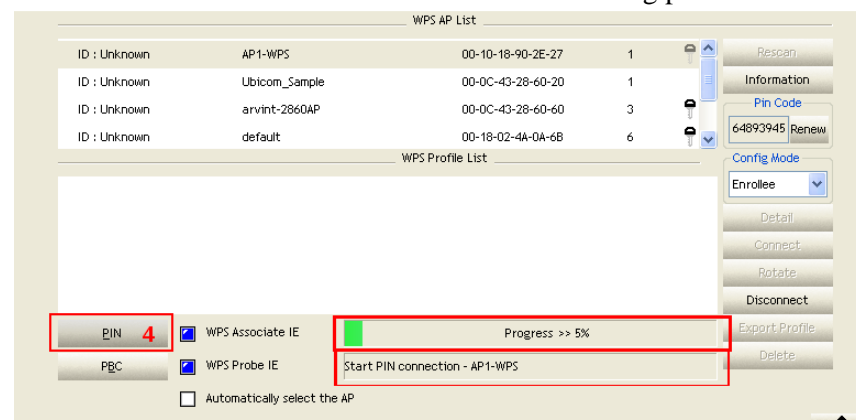 WPS AP List
ID : Unknown AP1-WPS 00-10-18-90-2E-27 1
Rescan
ID : Unknown Ubicom_Sample 00-0C-43-28-60-20 1
Information
ID : Unknown arvint-2860AP 00-0C-43-28-60-60 3
Pin Code
64893945 Renew
ID : Unknown default 00-18-02-4A-0A-6B 6
WPS Profile List
Config Mode
Enrollee
Detail
Connect
Rotate
Disconnect
PIN 4 WPS Associate IE Progress >> 5%
Export Profile
PBC WPS Probe IE Start PIN connection - AP1-WPS
Delete
Automatically select the AP